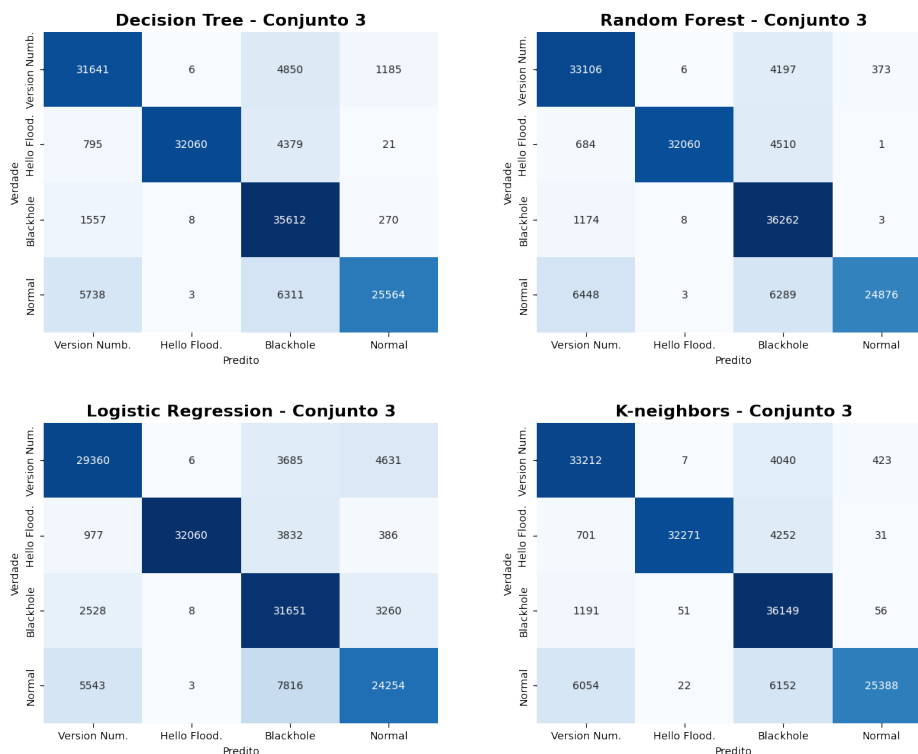 Decision Tree - Conjunto 3
Verdade
Version Numb. 31641 6 4850 1185
Hello Flood. 795 32060 4379 21
Blackhole 1557 8 35612 270
Normal 5738 3 6311 25564
Version Numb. Hello Flood. Blackhole Normal
Predito
Random Forest - Conjunto 3
Verdade
Version Num. 33106 6 4197 373
Hello Flood. 684 32060 4510 1
Blackhole 1174 8 36262 3
Normal 6448 3 6289 24876
Version Num. Hello Flood. Blackhole Normal
Predito
Logistic Regression - Conjunto 3
Verdade
Version Num. 29360 6 3685 4631
Hello Flood. 977 32060 3832 386
Blackhole 2528 8 31651 3260
Normal 5543 3 7816 24254
Version Num. Hello Flood. Blackhole Normal
Predito
K-neighbors - Conjunto 3
Verdade
Version Num. 33212 7 4040 423
Hello Flood. 701 32271 4252 31
Blackhole 1191 51 36149 56
Normal 6054 22 6152 25388
Version Num. Hello Flood. Blackhole Normal
Predito